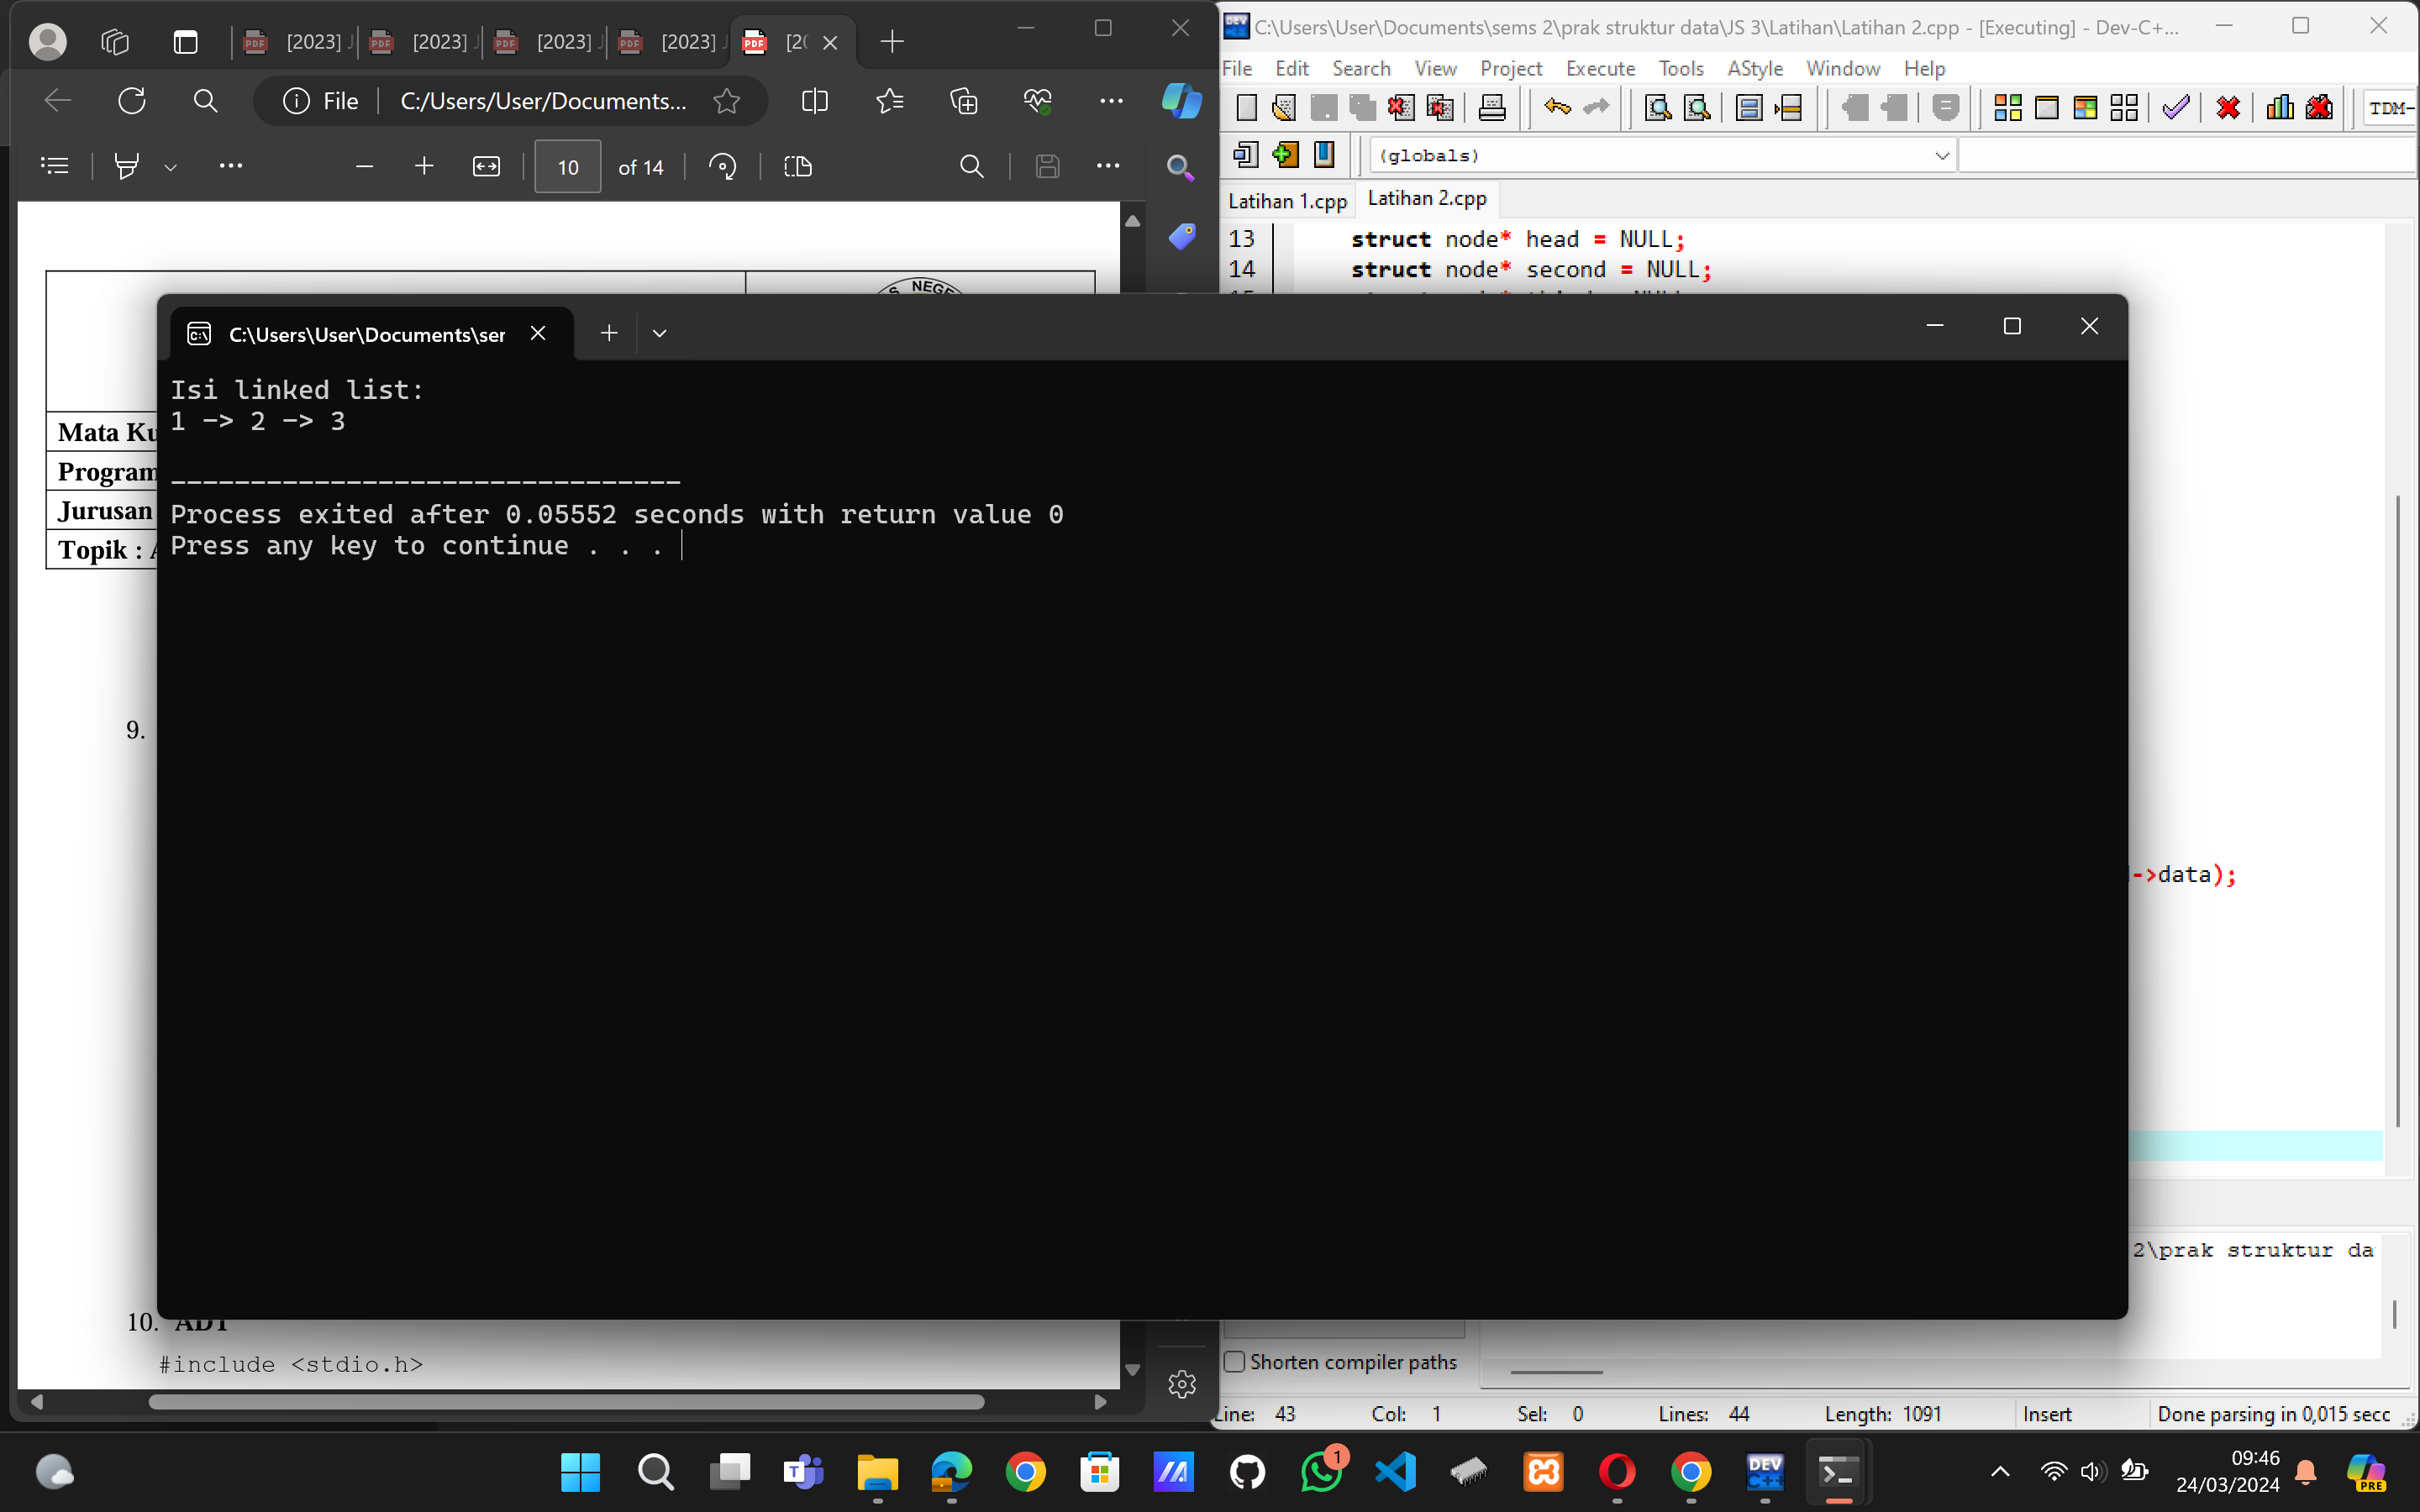 [2023] J
[2023] J
[2023] J
[2023] J
[20
File
C:/Users/User/Documents...
10
of 14
S NEGE
Mata Ku
Program
Jurusan
Topik : A
9.
10. ADT
#include <stdio.h>
C:\Users\User\Documents\sems 2\prak struktur data\JS 3\Latihan\Latihan 2.cpp - [Executing] - Dev-C+...
File Edit Search View Project Execute Tools AStyle Window Help
TDM-
(globals)
Latihan 1.cpp
Latihan 2.cpp
13 struct node* head = NULL;
14 struct node* second = NULL;
->data);
2\prak struktur da
Shorten compiler paths
Line: 43 Col: 1 Sel: 0 Lines: 44 Length: 1091 Insert Done parsing in 0,015 secc
C:\Users\User\Documents\ser
Isi linked list:
1 -> 2 -> 3
--------------------------------
Process exited after 0.05552 seconds with return value 0
Press any key to continue . . .
1
DEV
C++
PRE
09:46
24/03/2024